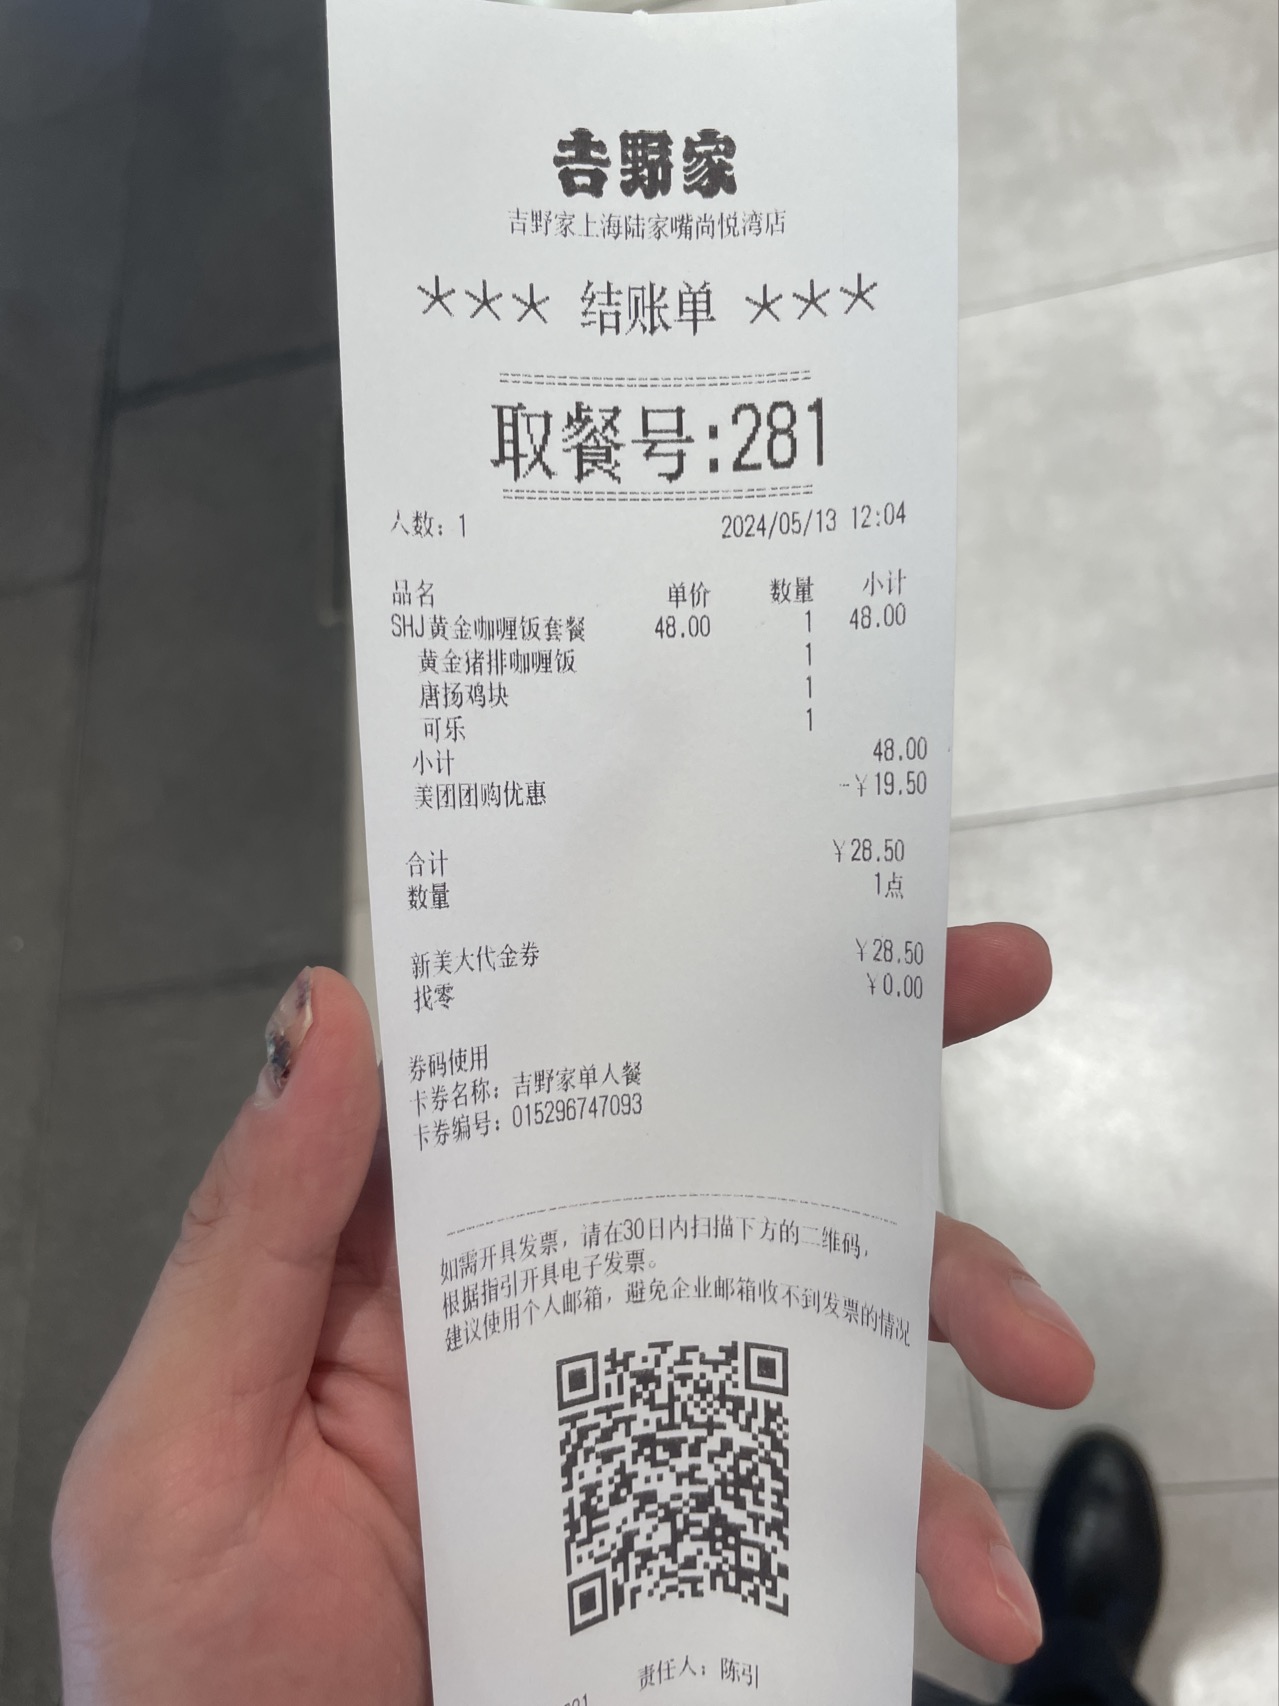 吉野家
吉野家上海陆家嘴尚悦湾店
*** 结账单 ***
取餐号:281
人数: 1 2024/05/13 12:04
品名 单价 数量 小计
SHJ黄金咖喱饭套餐 48.00 1 48.00
黄金猪排咖喱饭 1
唐扬鸡块 1
可乐 1
小计 48.00
美团团购优惠 -¥19.50
合计 ¥28.50
数量 1点
新美大代金券 ¥28.50
找零 ¥0.00
券码使用
卡券名称: 吉野家单人餐
卡券编号: 015296747093
如需开具发票, 请在30日内扫描下方的二维码,
根据指引开具电子发票。
建议使用个人邮箱, 避免企业邮箱收不到发票的情况
责任人: 陈引